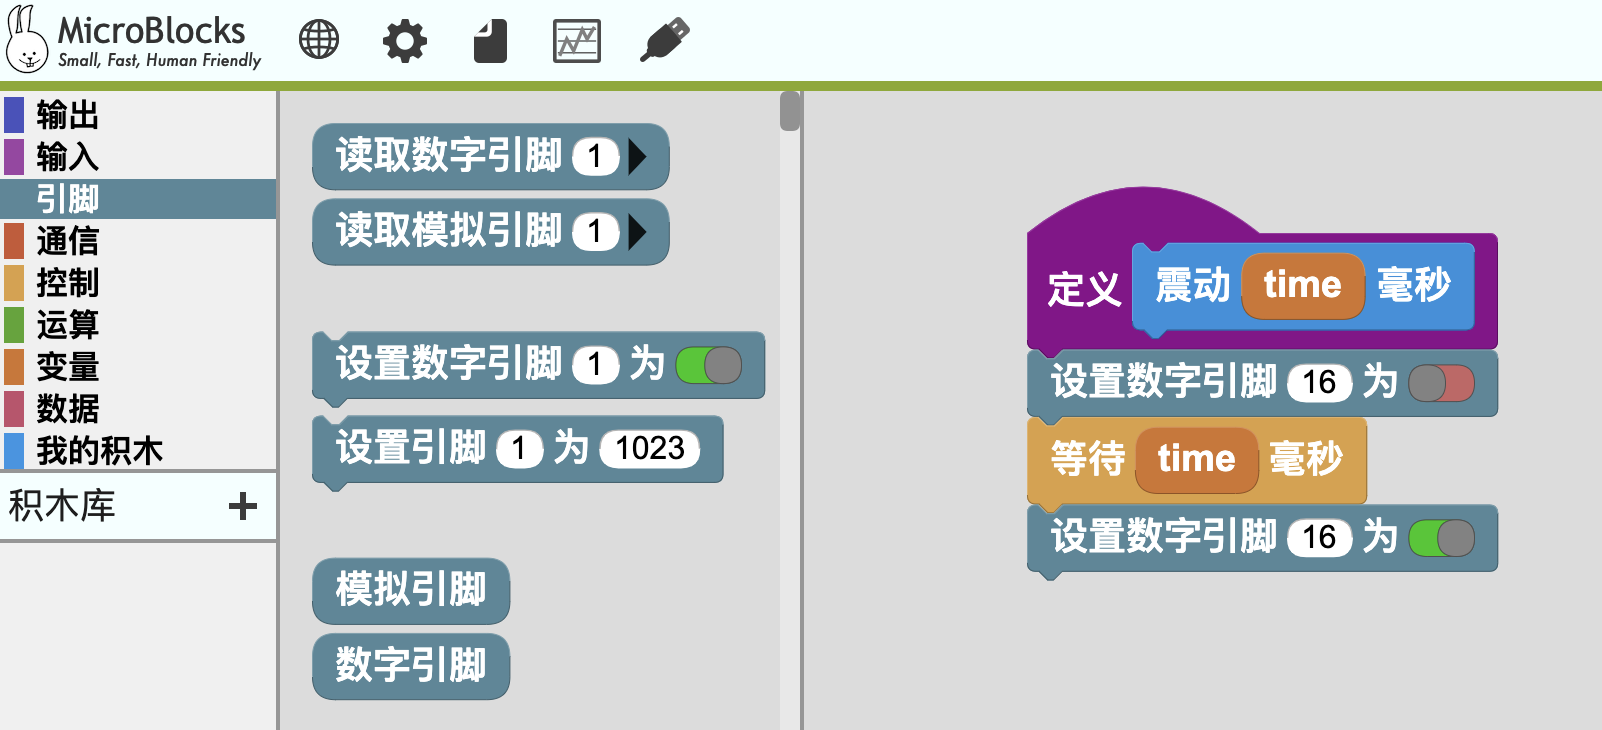 MicroBlocks
Small, Fast, Human Friendly
输出
输入
引脚
通信
控制
运算
变量
数据
我的积木
积木库 +
读取数字引脚 1
读取模拟引脚 1
设置数字引脚 1 为
设置引脚 1 为 1023
模拟引脚
数字引脚
定义 震动 time 毫秒
设置数字引脚 16 为
等待 time 毫秒
设置数字引脚 16 为